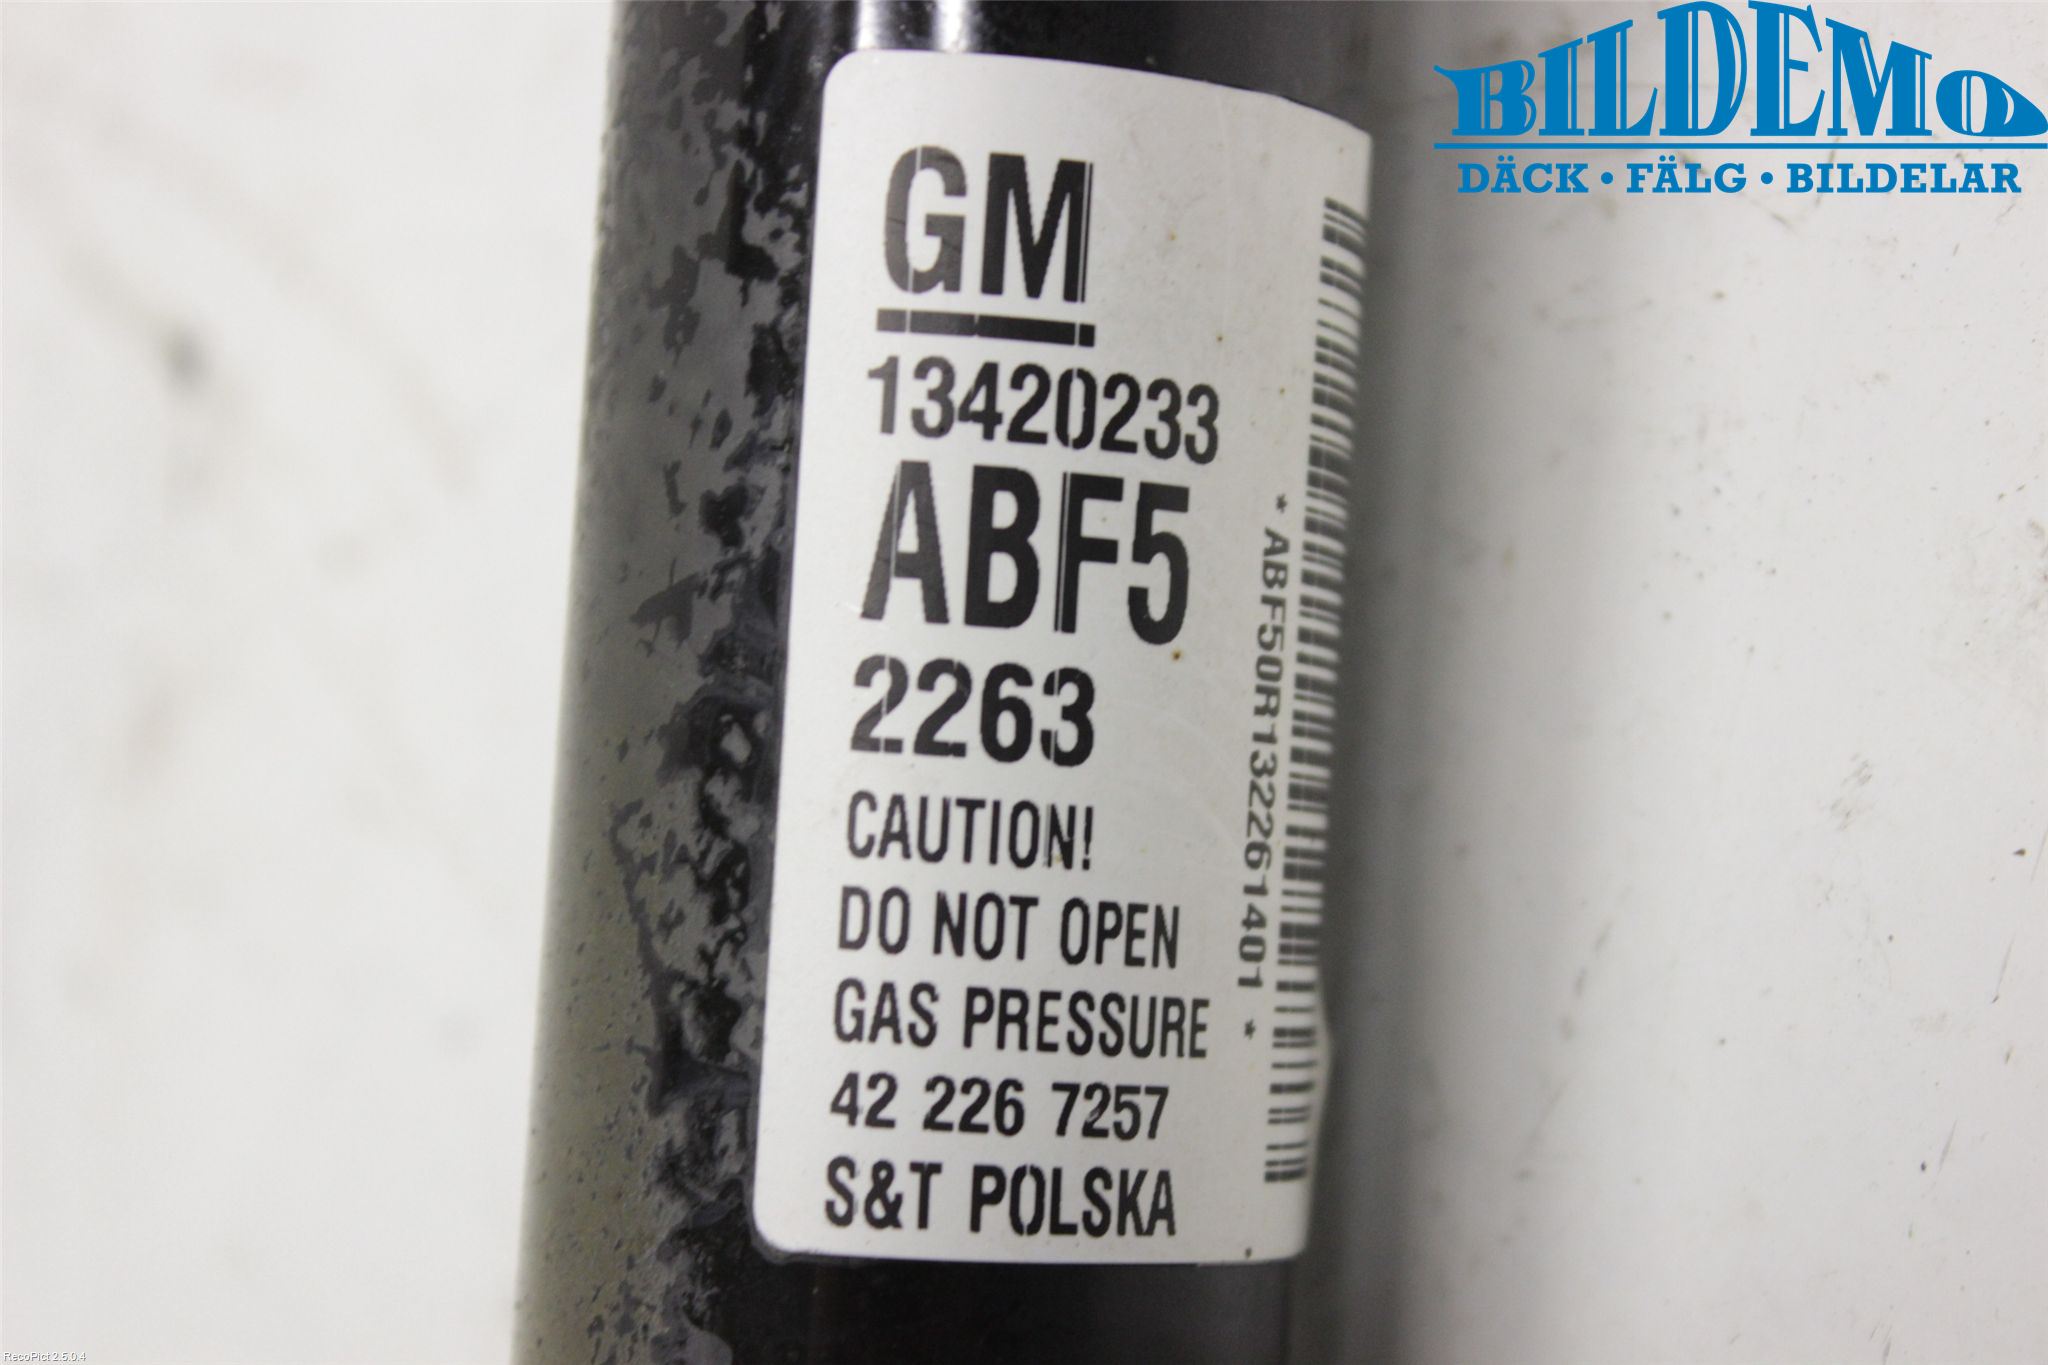 BILDEMO
DÄCK • FÄLG • BILDELAR
GM
13420233
ABF5
2263
CAUTION!
DO NOT OPEN
GAS PRESSURE
42 226 7257
S&T POLSKA
* ABF50R132261401 *
RecoPict 2.5.0.4